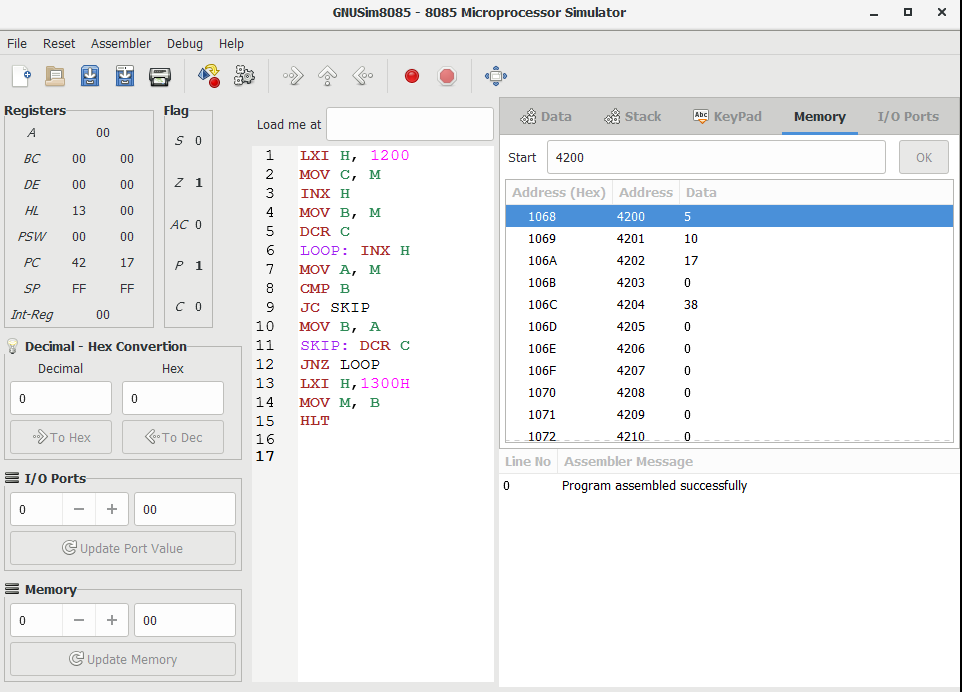 GNUSim8085 - 8085 Microprocessor Simulator
File Reset Assembler Debug Help
Registers
A 00
BC 00 00
DE 00 00
HL 13 00
PSW 00 00
PC 42 17
SP FF FF
Int-Reg 00
Flag
S 0
Z 1
AC 0
P 1
C 0
Decimal - Hex Convertion
Decimal Hex
0 0
To Hex To Dec
I/O Ports
0 − + 00
Update Port Value
Memory
0 − + 00
Update Memory
Load me at
1 LXI H, 1200
2 MOV C, M
3 INX H
4 MOV B, M
5 DCR C
6 LOOP: INX H
7 MOV A, M
8 CMP B
9 JC SKIP
10 MOV B, A
11 SKIP: DCR C
12 JNZ LOOP
13 LXI H,1300H
14 MOV M, B
15 HLT
16
17
Data Stack Abc KeyPad Memory I/O Ports
Start 4200 OK
Address (Hex) Address Data
1068 4200 5
1069 4201 10
106A 4202 17
106B 4203 0
106C 4204 38
106D 4205 0
106E 4206 0
106F 4207 0
1070 4208 0
1071 4209 0
1072 4210 0
Line No Assembler Message
0 Program assembled successfully